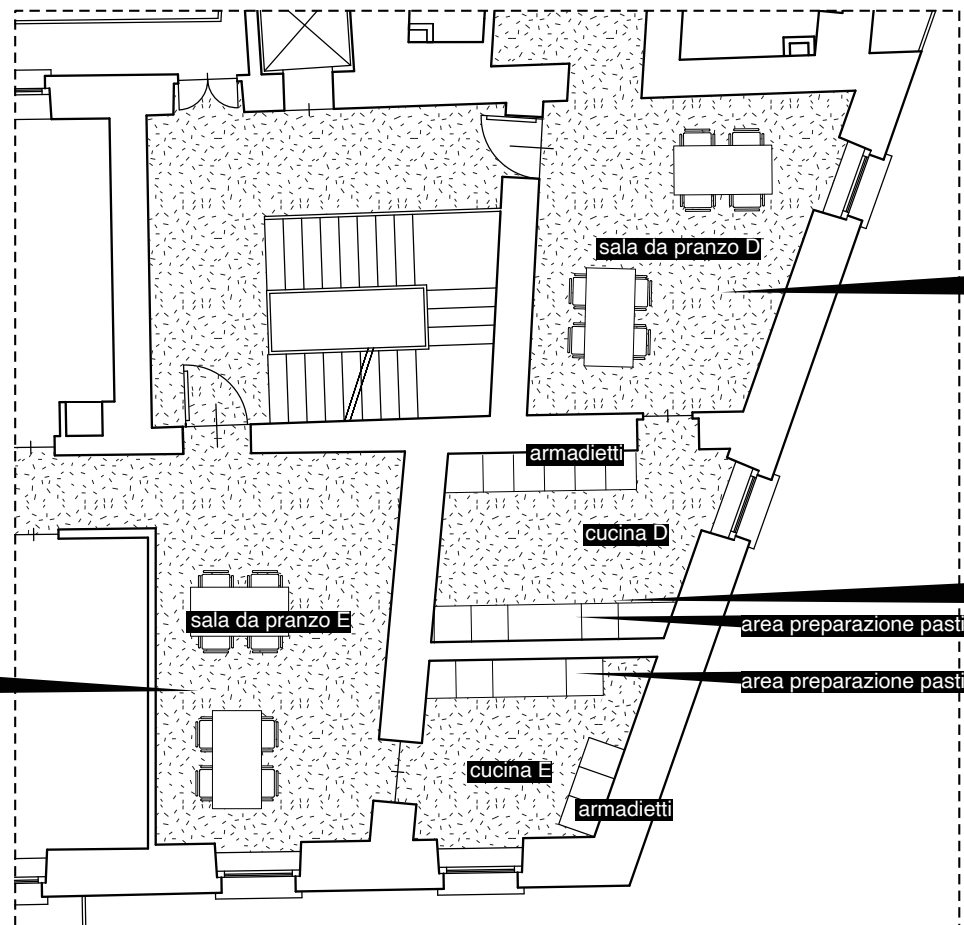 sala da pranzo D
armadietti
cucina D
sala da pranzo E
area preparazione pasti
area preparazione pasti
cucina E
armadietti